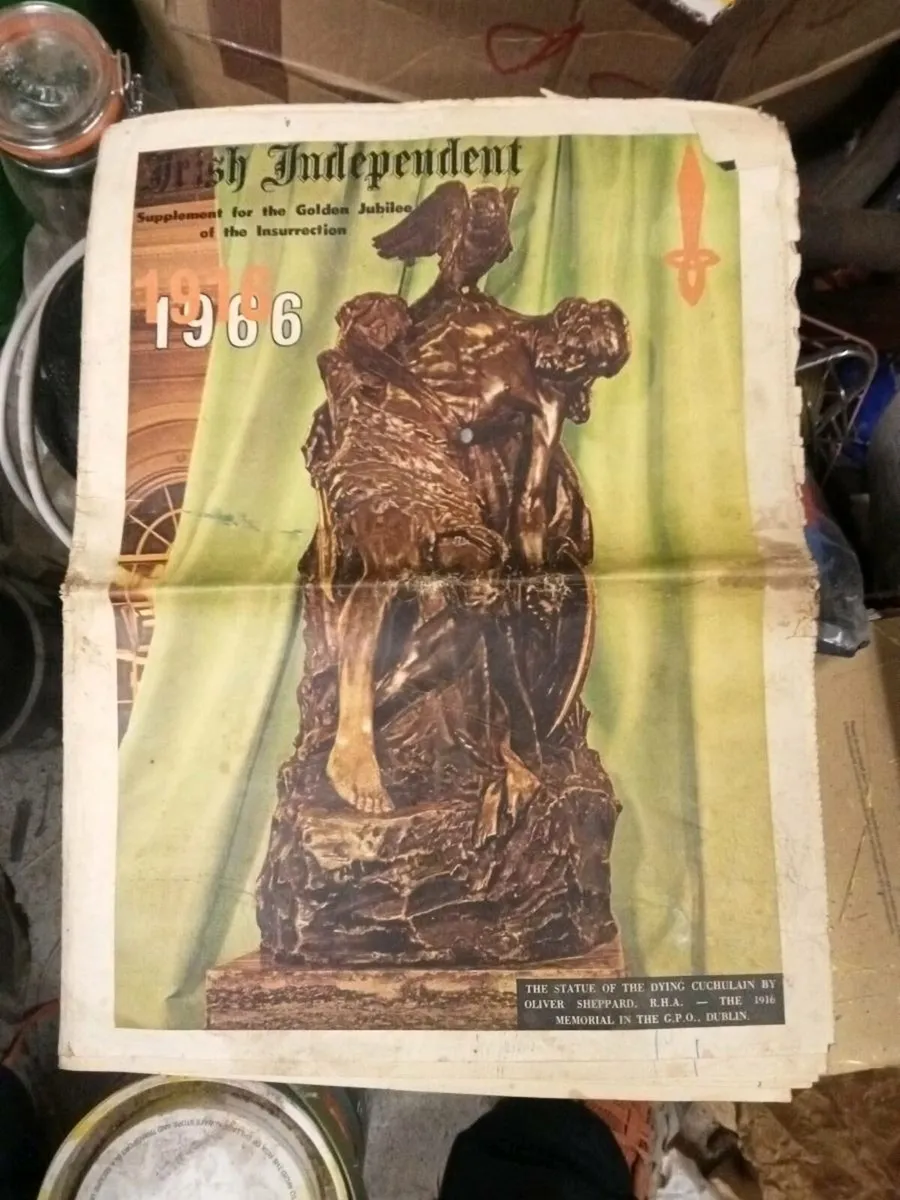 Irish Independent
Supplement for the Golden Jubilee
of the Insurrection
1916
1966
THE STATUE OF THE DYING CUCHULAIN BY
OLIVER SHEPPARD, R.H.A. — THE 1916
MEMORIAL IN THE G.P.O., DUBLIN.